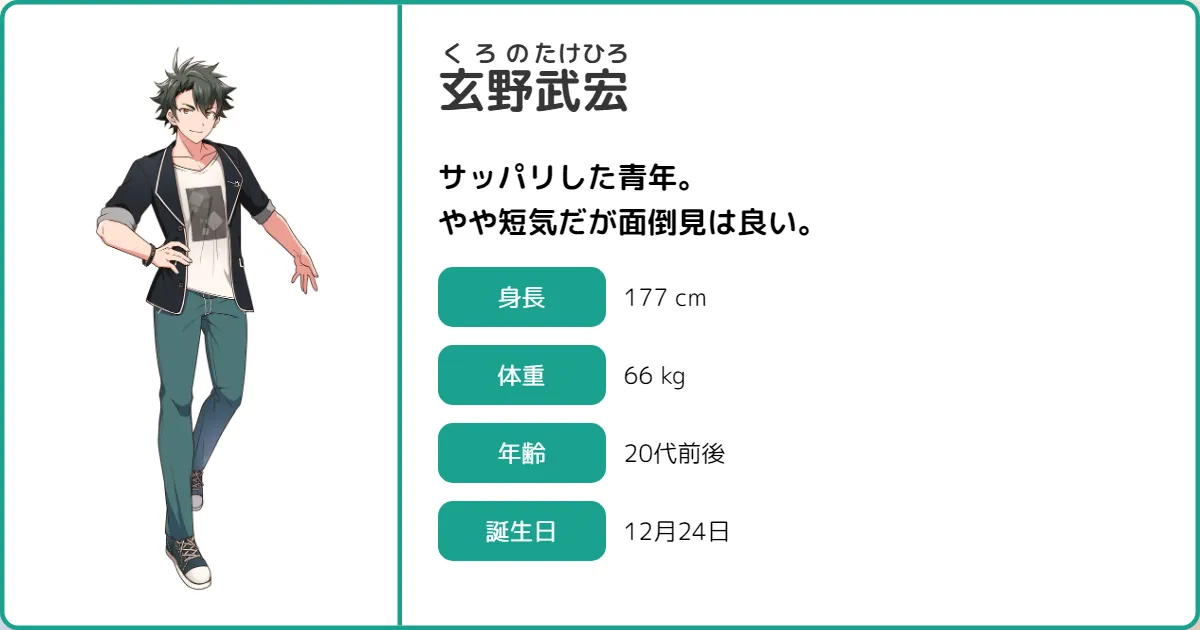 くろのたけひろ
玄野武宏
サッパリした青年。
やや短気だが面倒見は良い。
身長 177 cm
体重 66 kg
年齢 20代前後
誕生日 12月24日